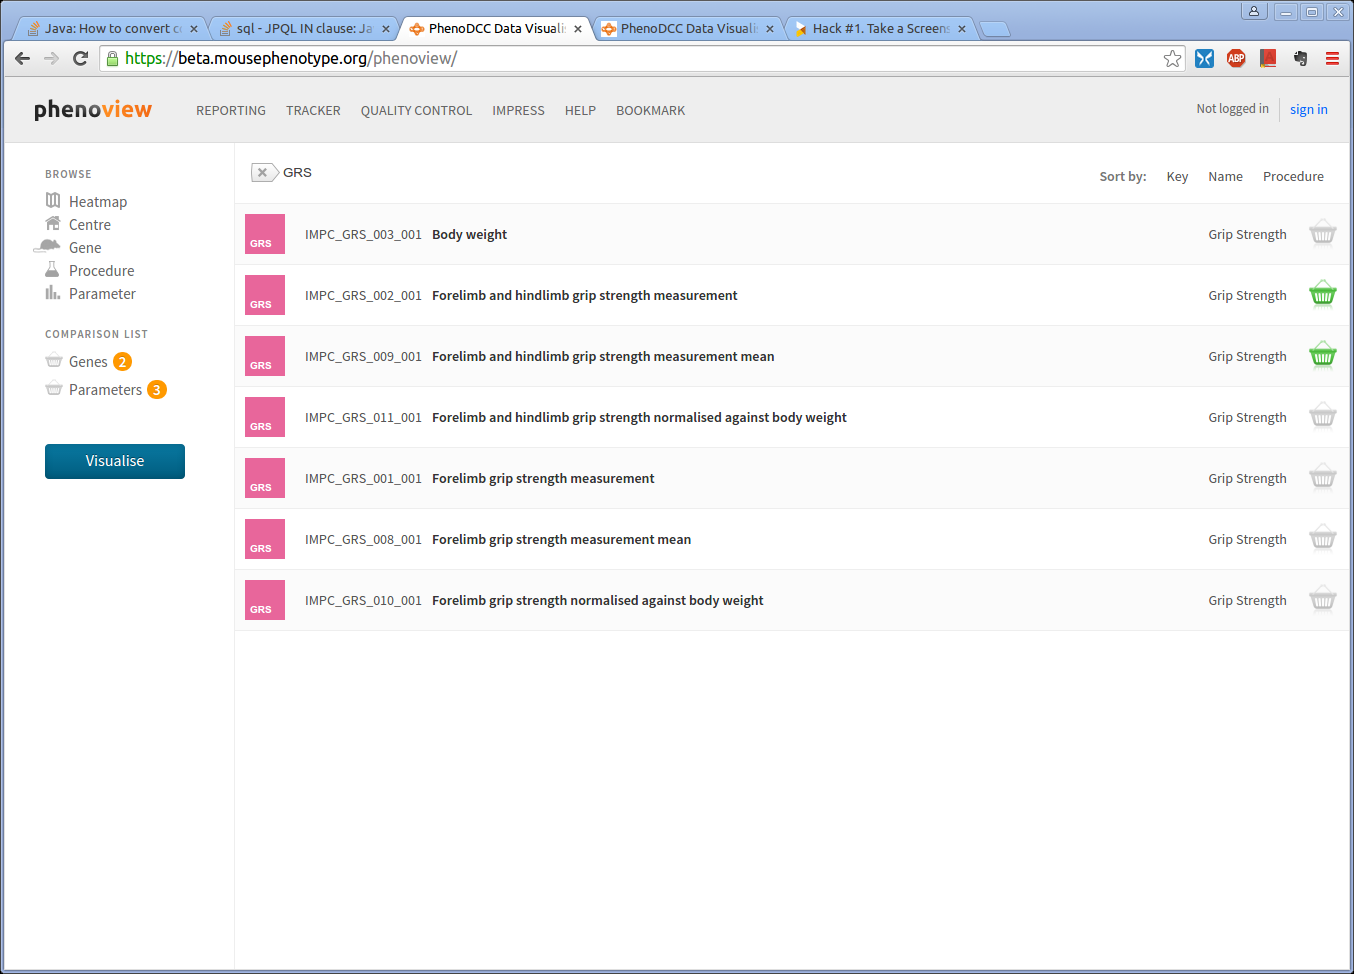 Java: How to convert c
sql - JPQL IN clause: Ja
PhenoDCC Data Visuali
PhenoDCC Data Visuali
Hack #1. Take a Screens
https://beta.mousephenotype.org/phenoview/
ABP
phenoview
REPORTING
TRACKER
QUALITY CONTROL
IMPRESS
HELP
BOOKMARK
Not logged in
sign in
BROWSE
Heatmap
Centre
Gene
Procedure
Parameter
COMPARISON LIST
Genes 2
Parameters 3
Visualise
GRS
Sort by: Key Name Procedure
GRS IMPC_GRS_003_001 Body weight Grip Strength
GRS IMPC_GRS_002_001 Forelimb and hindlimb grip strength measurement Grip Strength
GRS IMPC_GRS_009_001 Forelimb and hindlimb grip strength measurement mean Grip Strength
GRS IMPC_GRS_011_001 Forelimb and hindlimb grip strength normalised against body weight Grip Strength
GRS IMPC_GRS_001_001 Forelimb grip strength measurement Grip Strength
GRS IMPC_GRS_008_001 Forelimb grip strength measurement mean Grip Strength
GRS IMPC_GRS_010_001 Forelimb grip strength normalised against body weight Grip Strength